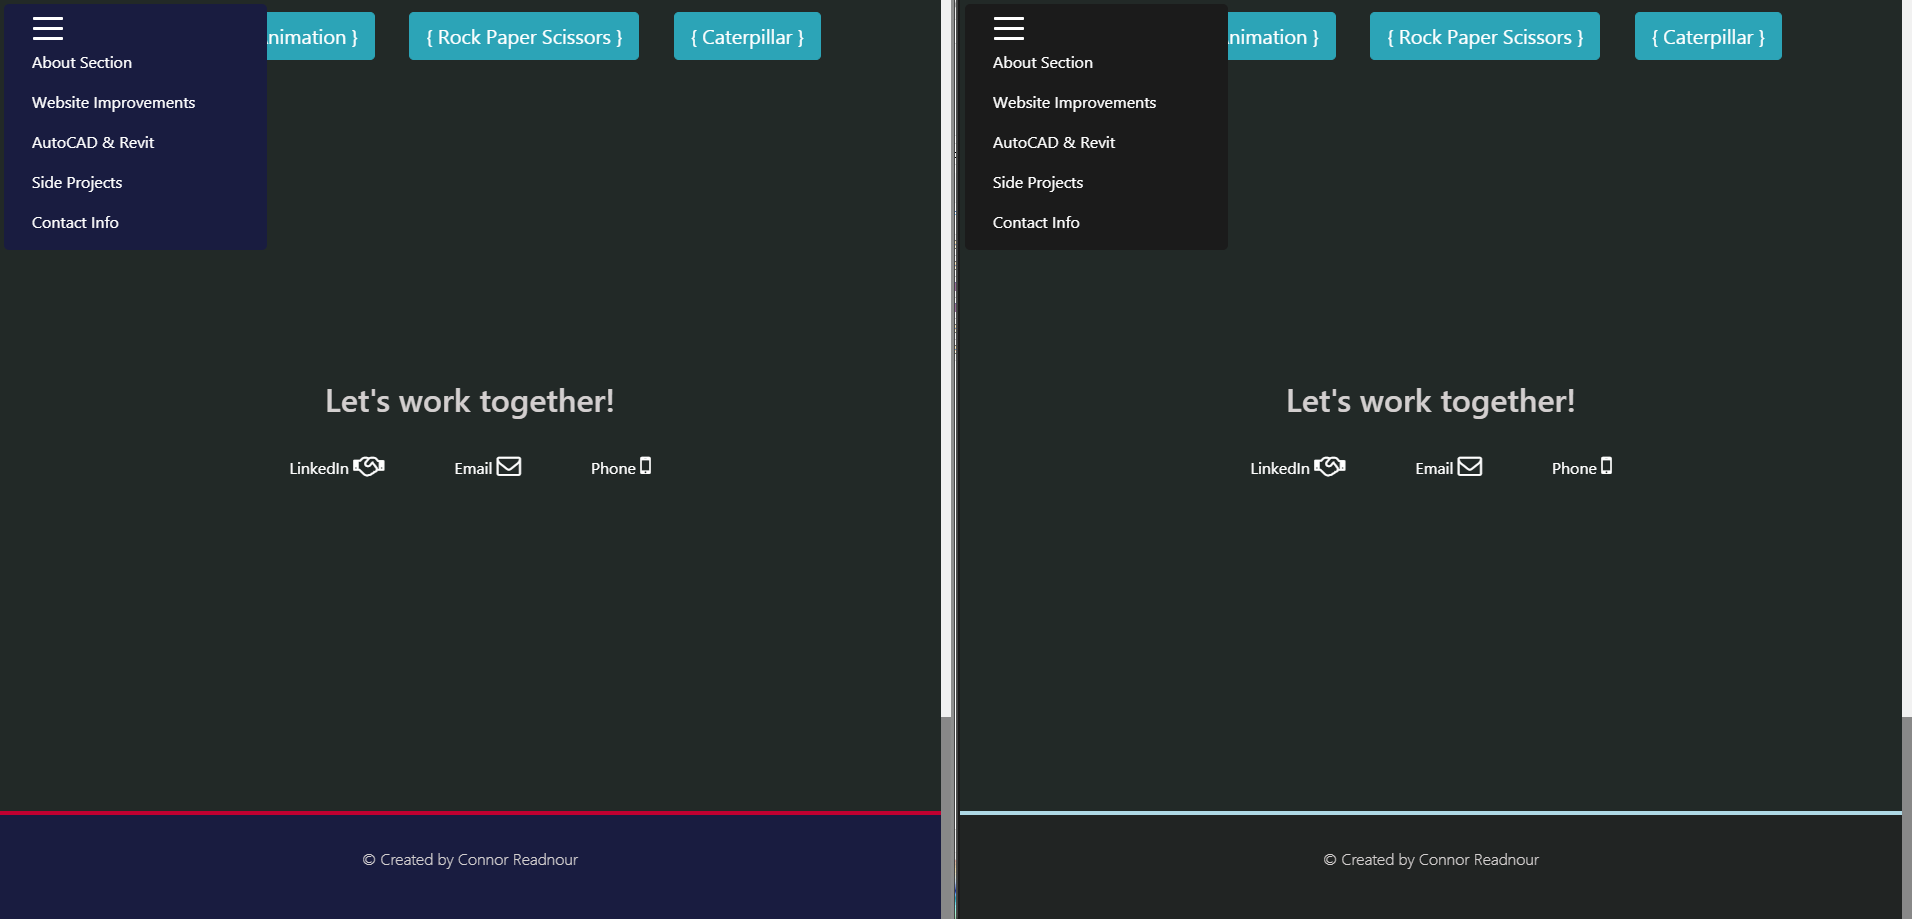 nimation }
{ Rock Paper Scissors }
{ Caterpillar }
About Section
Website Improvements
AutoCAD & Revit
Side Projects
Contact Info
Let's work together!
LinkedIn
Email
Phone
© Created by Connor Readnour
nimation }
{ Rock Paper Scissors }
{ Caterpillar }
About Section
Website Improvements
AutoCAD & Revit
Side Projects
Contact Info
Let's work together!
LinkedIn
Email
Phone
© Created by Connor Readnour